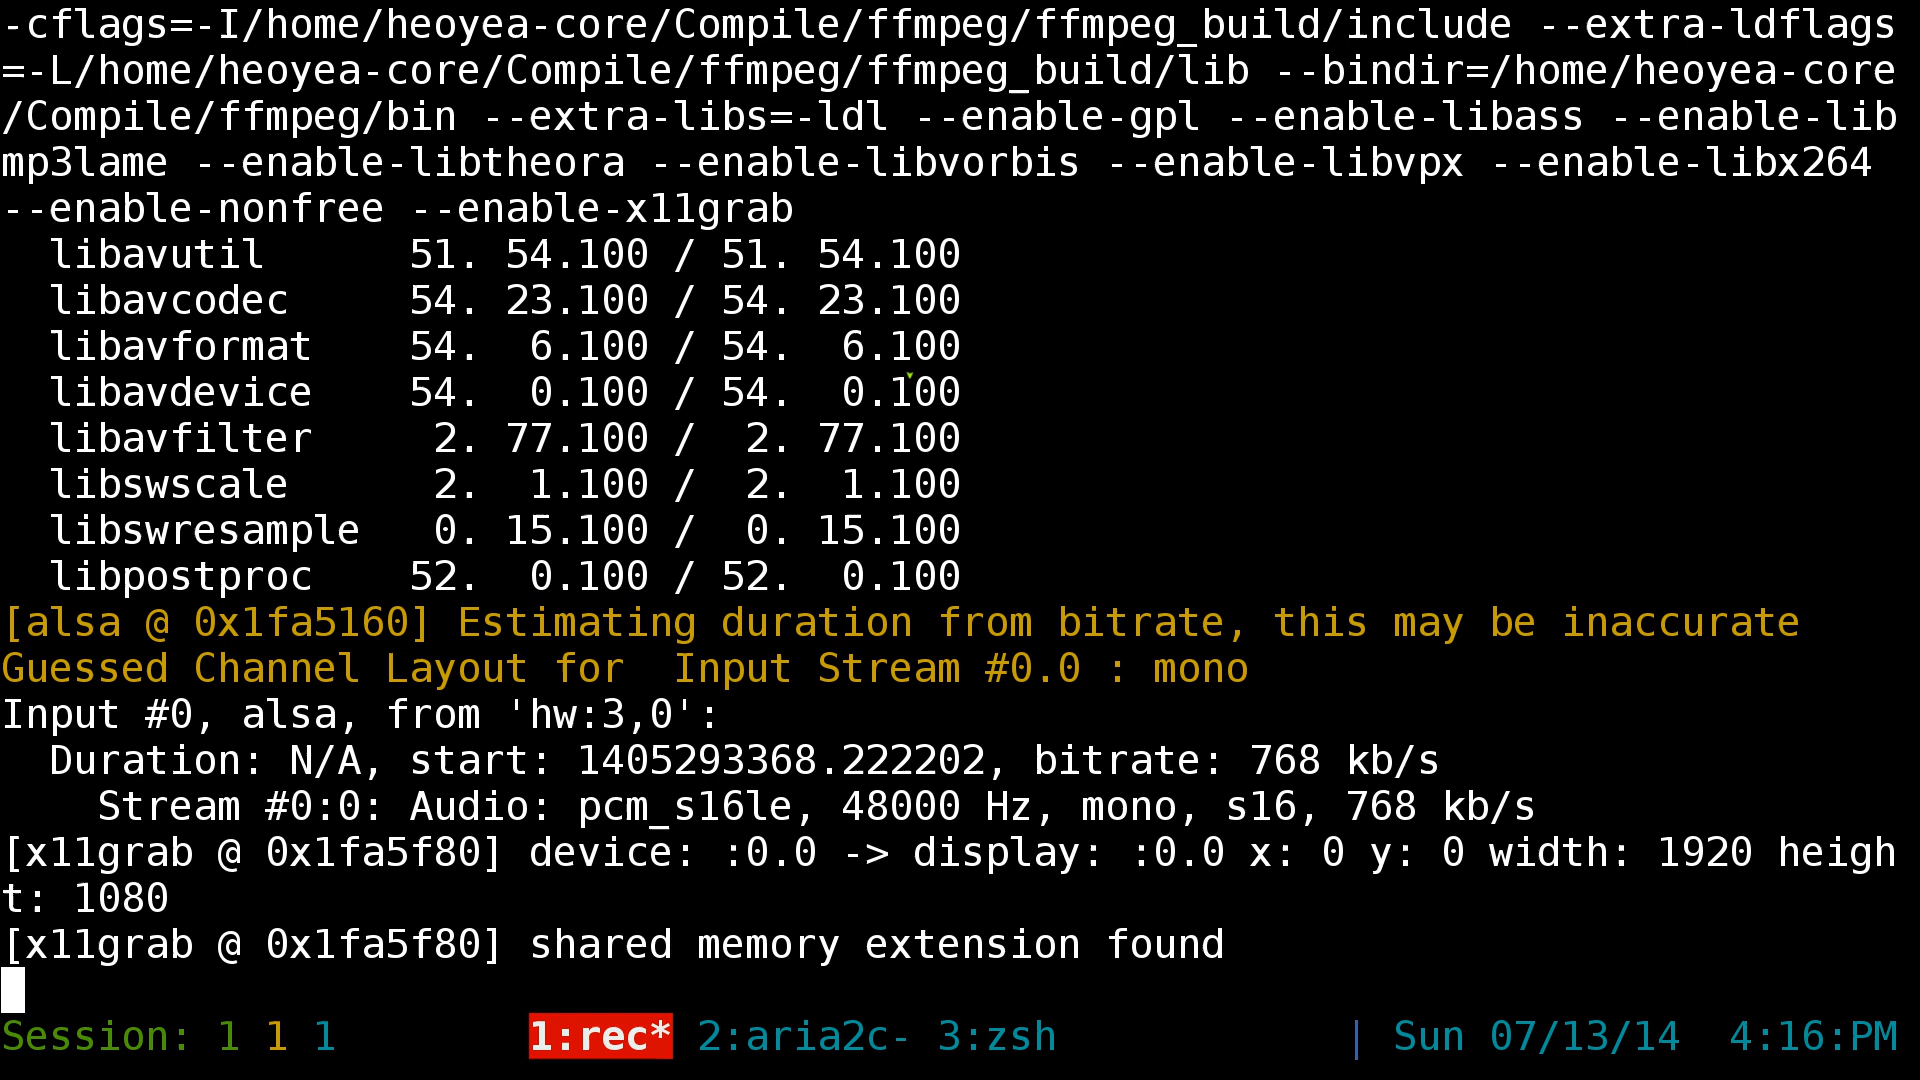 -cflags=-I/home/heoyea-core/Compile/ffmpeg/ffmpeg_build/include --extra-ldflags
=-L/home/heoyea-core/Compile/ffmpeg/ffmpeg_build/lib --bindir=/home/heoyea-core
/Compile/ffmpeg/bin --extra-libs=-ldl --enable-gpl --enable-libass --enable-lib
mp3lame --enable-libtheora --enable-libvorbis --enable-libvpx --enable-libx264
--enable-nonfree --enable-x11grab
  libavutil      51. 54.100 / 51. 54.100
  libavcodec     54. 23.100 / 54. 23.100
  libavformat    54.  6.100 / 54.  6.100
  libavdevice    54.  0.100 / 54.  0.100
  libavfilter     2. 77.100 /  2. 77.100
  libswscale      2.  1.100 /  2.  1.100
  libswresample   0. 15.100 /  0. 15.100
  libpostproc    52.  0.100 / 52.  0.100
[alsa @ 0x1fa5160] Estimating duration from bitrate, this may be inaccurate
Guessed Channel Layout for  Input Stream #0.0 : mono
Input #0, alsa, from 'hw:3,0':
  Duration: N/A, start: 1405293368.222202, bitrate: 768 kb/s
    Stream #0:0: Audio: pcm_s16le, 48000 Hz, mono, s16, 768 kb/s
[x11grab @ 0x1fa5f80] device: :0.0 -> display: :0.0 x: 0 y: 0 width: 1920 heigh
t: 1080
[x11grab @ 0x1fa5f80] shared memory extension found
Session: 1 1 1        1:rec* 2:aria2c- 3:zsh            | Sun 07/13/14  4:16:PM